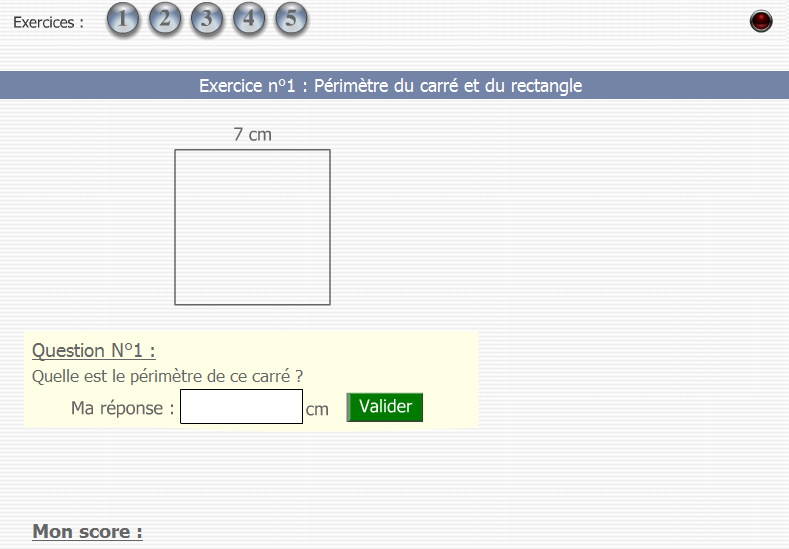 Exercices : 1 2 3 4 5
Exercice n°1 : Périmètre du carré et du rectangle
7 cm
Question N°1 :
Quelle est le périmètre de ce carré ?
Ma réponse : cm Valider
Mon score :